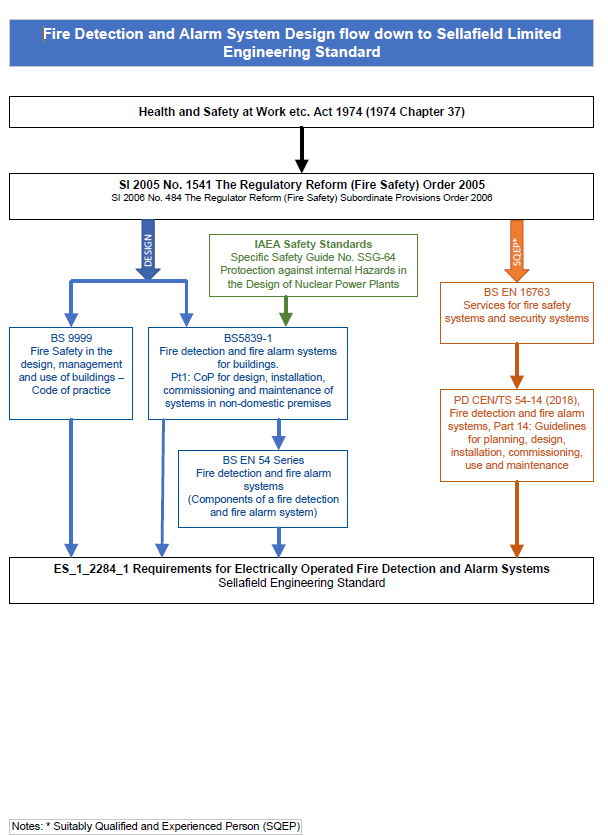 Fire Detection and Alarm System Design flow down to Sellafield Limited
Engineering Standard
Health and Safety at Work etc. Act 1974 (1974 Chapter 37)
SI 2005 No. 1541 The Regulatory Reform (Fire Safety) Order 2005
SI 2006 No. 484 The Regulator Reform (Fire Safety) Subordinate Provisions Order 2006
DESIGN
SQEP*
IAEA Safety Standards
Specific Safety Guide No. SSG-64
Protoection against internal Hazards in
the Design of Nuclear Power Plants
BS EN 16763
Services for fire safety
systems and security systems
BS 9999
Fire Safety in the
design, management
and use of buildings –
Code of practice
BS5839-1
Fire detection and fire alarm systems
for buildings.
Pt1: CoP for design, installation,
commissioning and maintenance of
systems in non-domestic premises
PD CEN/TS 54-14 (2018),
Fire detection and fire alarm
systems, Part 14: Guidelines
for planning, design,
installation, commissioning,
use and maintenance
BS EN 54 Series
Fire detection and fire alarm
systems
(Components of a fire detection
and fire alarm system)
ES_1_2284_1 Requirements for Electrically Operated Fire Detection and Alarm Systems
Sellafield Engineering Standard
Notes: * Suitably Qualified and Experienced Person (SQEP)